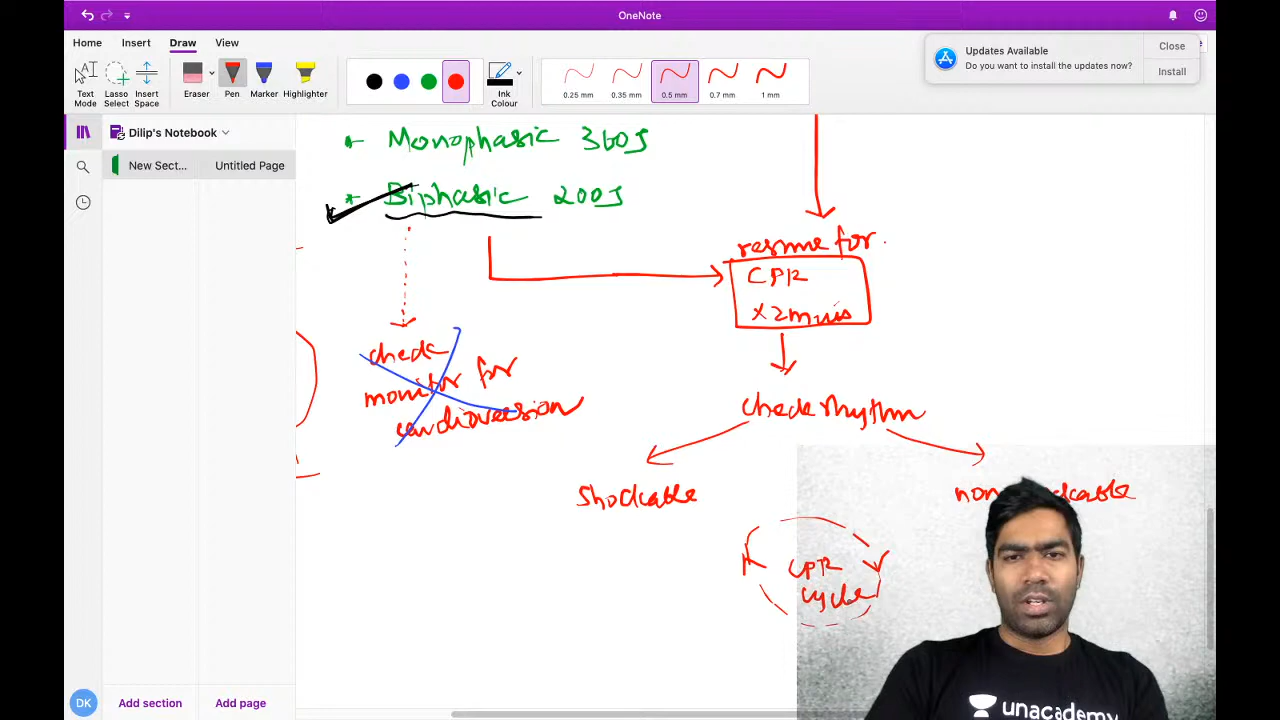 OneNote
Home Insert Draw View
Updates Available
Do you want to install the updates now?
Close
Install
Text Mode
Lasso Select
Insert Space
Eraser
Pen
Marker
Highlighter
0.25 mm
0.35 mm
0.5 mm
0.7 mm
1 mm
Ink Colour
Dilip's Notebook
New Sect...
Untitled Page
* Monophasic 360J
* Biphasic 200J
resume for
CPR
x 2 mins
check
monitor for
cardioversion
check rhythm
Shockable
CPR
cycle
DK
Add section
Add page
unacademy